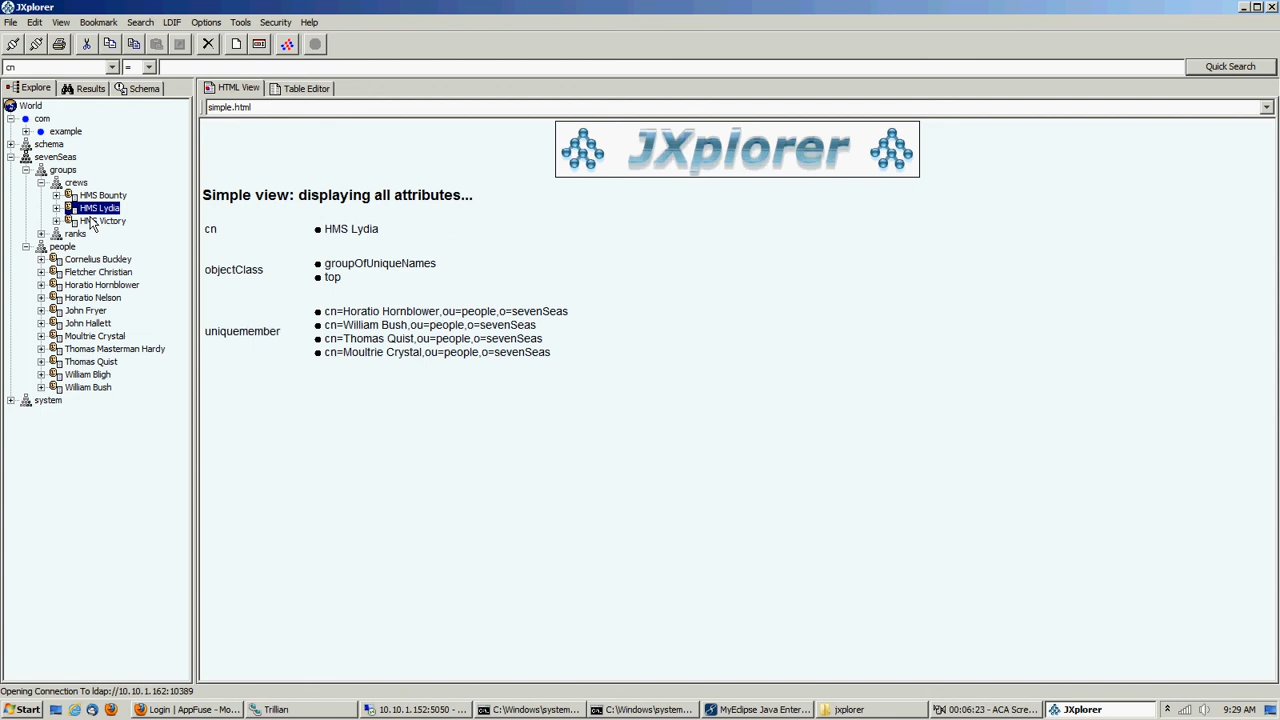 JXplorer
File Edit View Bookmark Search LDIF Options Tools Security Help
cn = Quick Search
Explore Results Schema HTML View Table Editor
World simple.html
com
example
schema
sevenSeas
groups
crews
HMS Bounty
HMS Lydia
HMS Victory
ranks
people
Cornelius Buckley
Fletcher Christian
Horatio Hornblower
Horatio Nelson
John Fryer
John Hallett
Moultrie Crystal
Thomas Masterman Hardy
Thomas Quist
William Bligh
William Bush
system
JXplorer
Simple view: displaying all attributes...
cn HMS Lydia
objectClass
groupOfUniqueNames
top
uniquemember
cn=Horatio Hornblower,ou=people,o=sevenSeas
cn=William Bush,ou=people,o=sevenSeas
cn=Thomas Quist,ou=people,o=sevenSeas
cn=Moultrie Crystal,ou=people,o=sevenSeas
Opening Connection To ldap://10.10.1.162:10389
Start Login | AppFuse - Mo... Trillian 10.10.1.152:5050 - ... C:\Windows\system... C:\Windows\system... MyEclipse Java Enter... jxplorer 00:06:23 - ACA Scre... JXplorer 9:29 AM